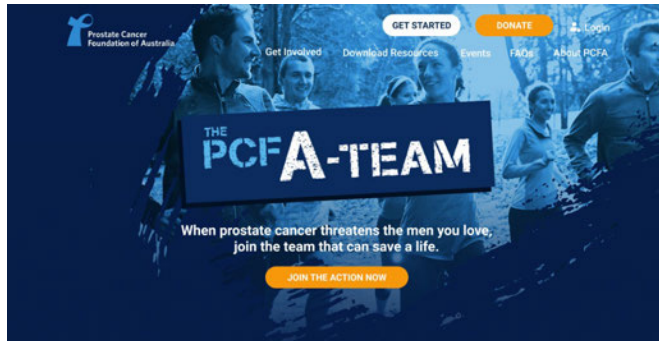 Prostate Cancer
Foundation of Australia
GET STARTED
DONATE
Login
Get Involved
Download Resources
Events
FAQs
About PCFA
THE
PCFA-TEAM
When prostate cancer threatens the men you love,
join the team that can save a life.
JOIN THE ACTION NOW